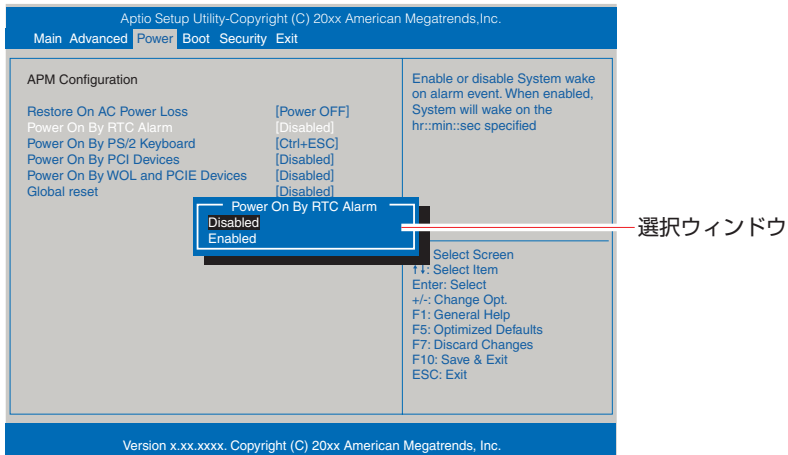 Aptio Setup Utility-Copyright (C) 20xx American Megatrends,Inc.
Main Advanced Power Boot Security Exit
APM Configuration
Restore On AC Power Loss [Power OFF]
Power On By RTC Alarm [Disabled]
Power On By PS/2 Keyboard [Ctrl+ESC]
Power On By PCI Devices [Disabled]
Power On By WOL and PCIE Devices [Disabled]
Global reset [Disabled]
Power On By RTC Alarm
Disabled
Enabled
Enable or disable System wake
on alarm event. When enabled,
System will wake on the
hr::min::sec specified
選択ウィンドウ
Select Screen
↑↓: Select Item
Enter: Select
+/-: Change Opt.
F1: General Help
F5: Optimized Defaults
F7: Discard Changes
F10: Save & Exit
ESC: Exit
Version x.xx.xxxx. Copyright (C) 20xx American Megatrends, Inc.